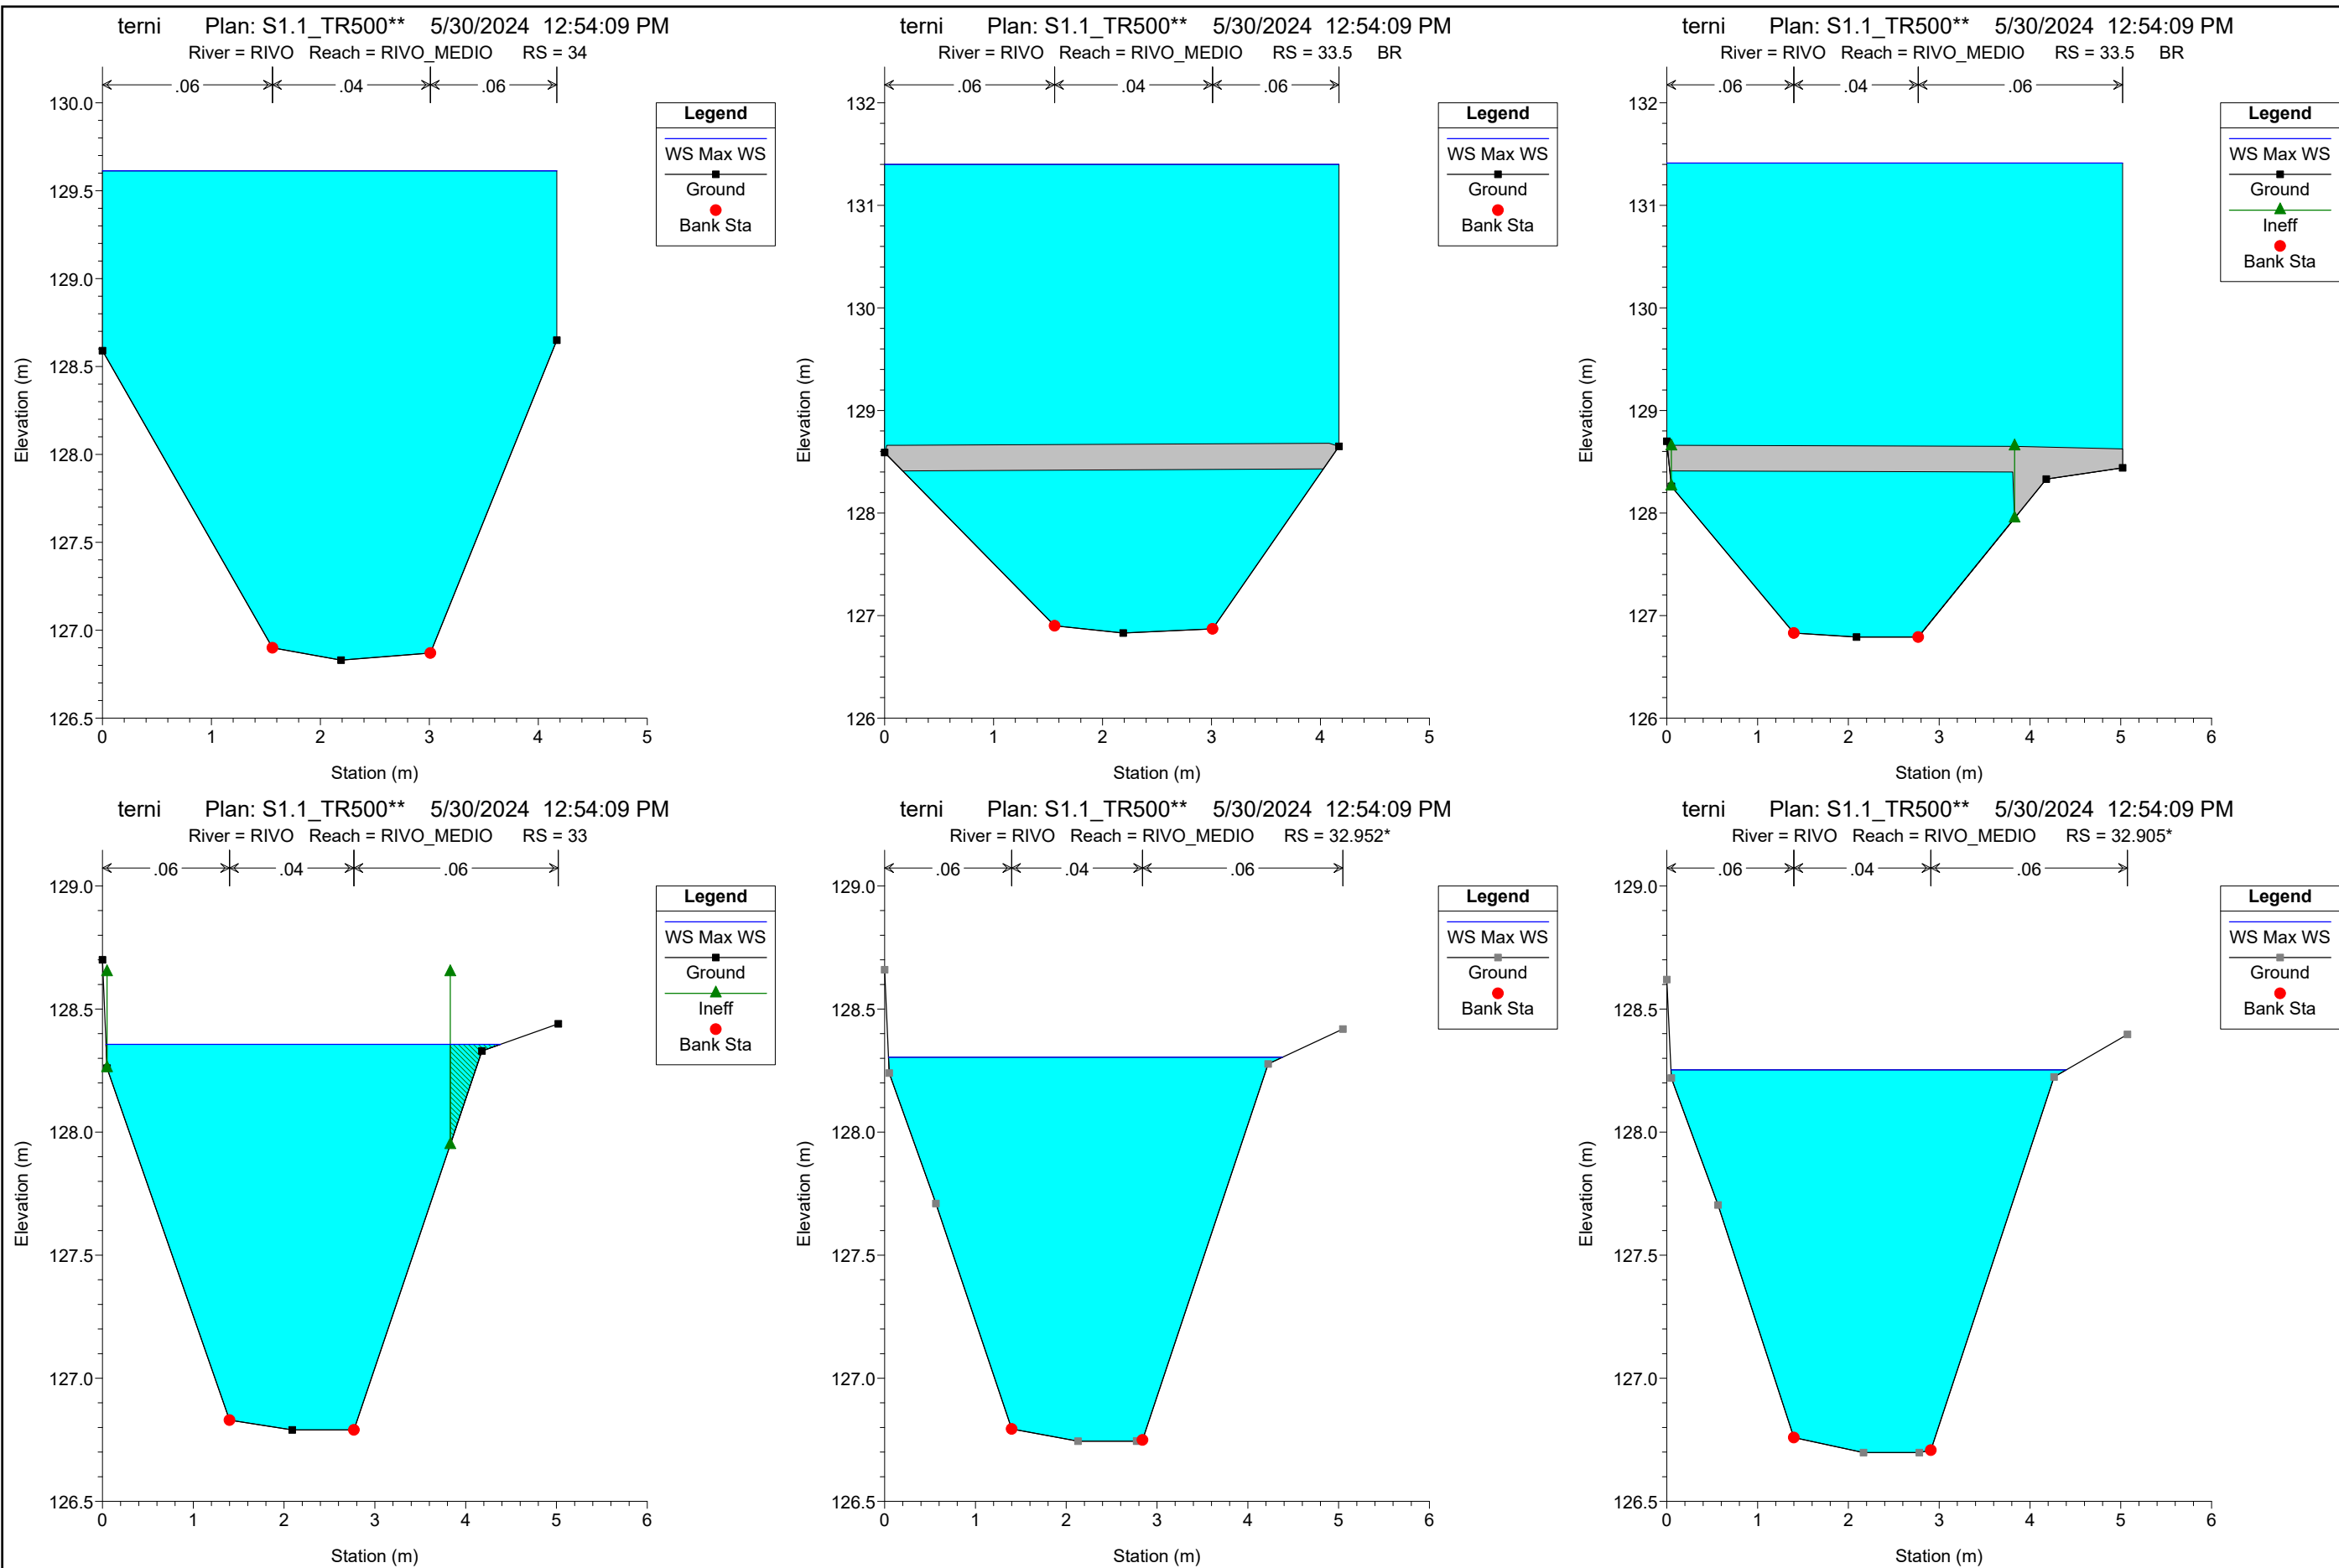 terni Plan: S1.1_TR500** 5/30/2024 12:54:09 PM
River = RIVO Reach = RIVO_MEDIO RS = 34
.06 .04 .06
130.0
129.5
129.0
128.5
128.0
127.5
127.0
126.5
0 1 2 3 4 5
Elevation (m)
Station (m)
Legend
WS Max WS
Ground
Bank Sta
terni Plan: S1.1_TR500** 5/30/2024 12:54:09 PM
River = RIVO Reach = RIVO_MEDIO RS = 33.5 BR
.06 .04 .06
132
131
130
129
128
127
126
0 1 2 3 4 5
Elevation (m)
Station (m)
Legend
WS Max WS
Ground
Bank Sta
terni Plan: S1.1_TR500** 5/30/2024 12:54:09 PM
River = RIVO Reach = RIVO_MEDIO RS = 33.5 BR
.06 .04 .06
132
131
130
129
128
127
126
0 1 2 3 4 5 6
Elevation (m)
Station (m)
Legend
WS Max WS
Ground
Ineff
Bank Sta
terni Plan: S1.1_TR500** 5/30/2024 12:54:09 PM
River = RIVO Reach = RIVO_MEDIO RS = 33
.06 .04 .06
129.0
128.5
128.0
127.5
127.0
126.5
0 1 2 3 4 5 6
Elevation (m)
Station (m)
Legend
WS Max WS
Ground
Ineff
Bank Sta
terni Plan: S1.1_TR500** 5/30/2024 12:54:09 PM
River = RIVO Reach = RIVO_MEDIO RS = 32.952*
.06 .04 .06
129.0
128.5
128.0
127.5
127.0
126.5
0 1 2 3 4 5 6
Elevation (m)
Station (m)
Legend
WS Max WS
Ground
Bank Sta
terni Plan: S1.1_TR500** 5/30/2024 12:54:09 PM
River = RIVO Reach = RIVO_MEDIO RS = 32.905*
.06 .04 .06
129.0
128.5
128.0
127.5
127.0
126.5
0 1 2 3 4 5 6
Elevation (m)
Station (m)
Legend
WS Max WS
Ground
Bank Sta